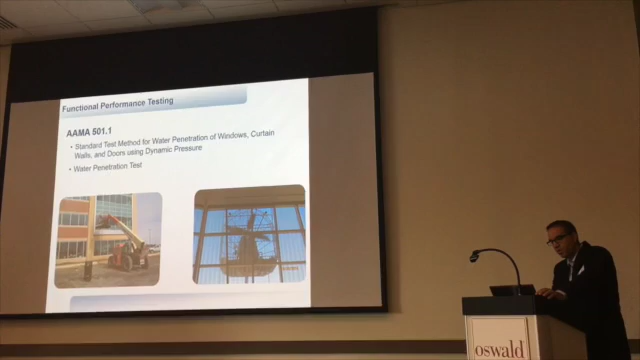 Functional Performance Testing
AAMA 501.1
• Standard Test Method for Water Penetration of Windows, Curtain
Walls, and Doors using Dynamic Pressure
• Water Penetration Test
oswald